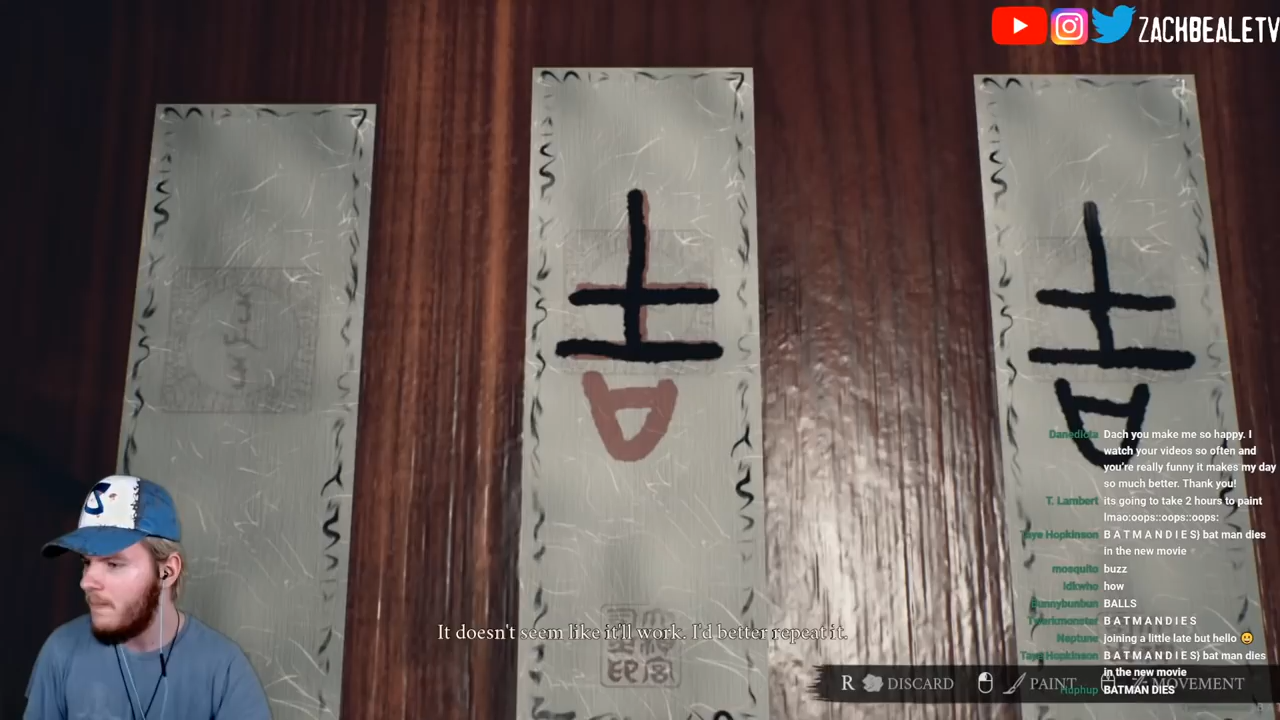 ZACHBEALETV
吉
吉
Dach you make me so happy. I
watch your videos so often and
you're really funny it makes my day
so much better. Thank you!
T. Lambert its going to take 2 hours to paint
lmao:oops::oops::oops:
Taye Hopkinson B A T M A N D I E S) bat man dies
in the new movie
mosquito buzz
idkwho how
Bunnybunbun BALLS
B A T M A N D I E S
Neptune joining a little late but hello
Taye Hopkinson B A T M A N D I E S) bat man dies
in the new movie
BATMAN DIES
It doesn't seem like it'll work. I'd better repeat it.
R DISCARD PAINT MOVEMENT